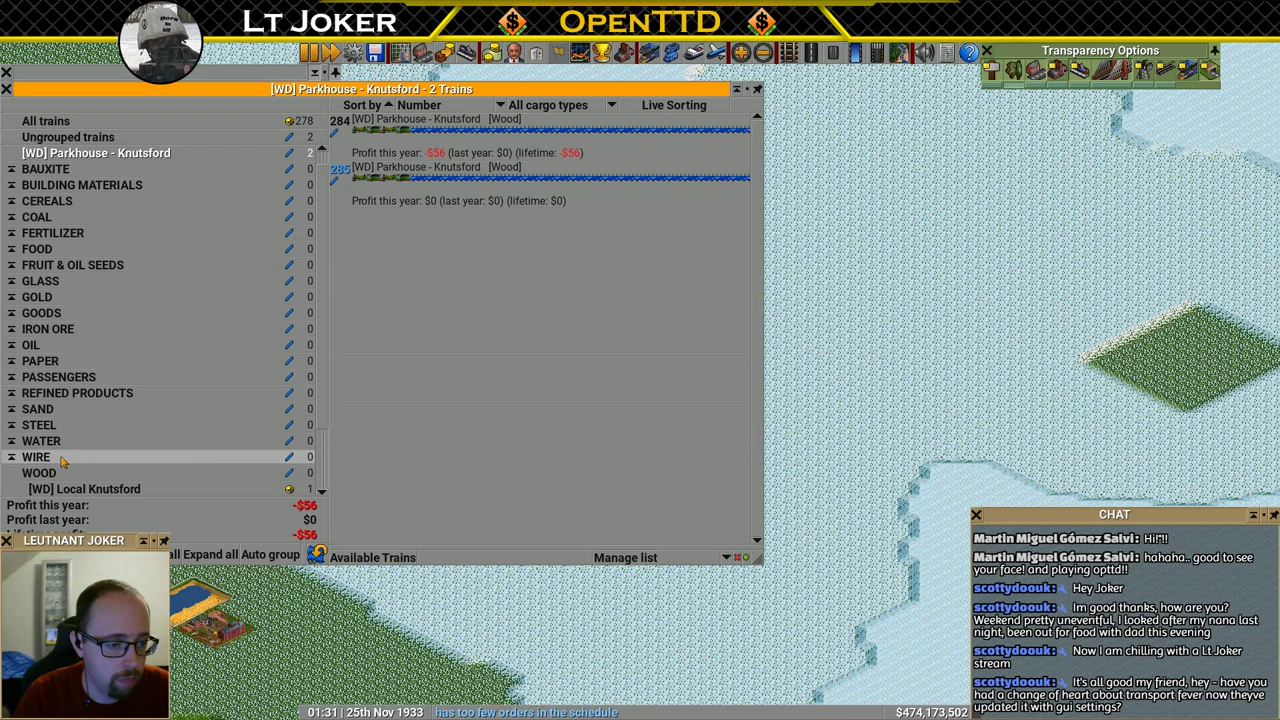 LT JOKER
OPENTTD
Born to
Transparency Options
[WD] Parkhouse - Knutsford - 2 Trains
Sort by Number All cargo types Live Sorting
All trains 278
Ungrouped trains 2
[WD] Parkhouse - Knutsford 2
BAUXITE 0
BUILDING MATERIALS 0
CEREALS 0
COAL 0
FERTILIZER 0
FOOD 0
FRUIT & OIL SEEDS 0
GLASS 0
GOLD 0
GOODS 0
IRON ORE 0
OIL 0
PAPER 0
PASSENGERS 0
REFINED PRODUCTS 0
SAND 0
STEEL 0
WATER 0
WIRE 0
WOOD 0
[WD] Local Knutsford 1
Profit this year: -$56
Profit last year: $0
-$56
all Expand all Auto group
284 [WD] Parkhouse - Knutsford [Wood]
Profit this year: -$56 (last year: $0) (lifetime: -$56)
285 [WD] Parkhouse - Knutsford [Wood]
Profit this year: $0 (last year: $0) (lifetime: $0)
Available Trains Manage list
LEUTNANT JOKER
CHAT
Martin Miguel Gómez Salvi: Hi!"!!
Martin Miguel Gómez Salvi: hahaha.. good to see
your face! and playing opttd!!
scottydoouk: Hey Joker
scottydoouk: Im good thanks, how are you?
Weekend pretty uneventful, I looked after my nana last
night, been out for food with dad this evening
scottydoouk: Now I am chilling with a Lt Joker
stream
scottydoouk: It's all good my friend, hey - have you
had a change of heart about transport fever now theyve
updated it with gui settings?
01:31 | 25th Nov 1933 has too few orders in the schedule $474,173,502